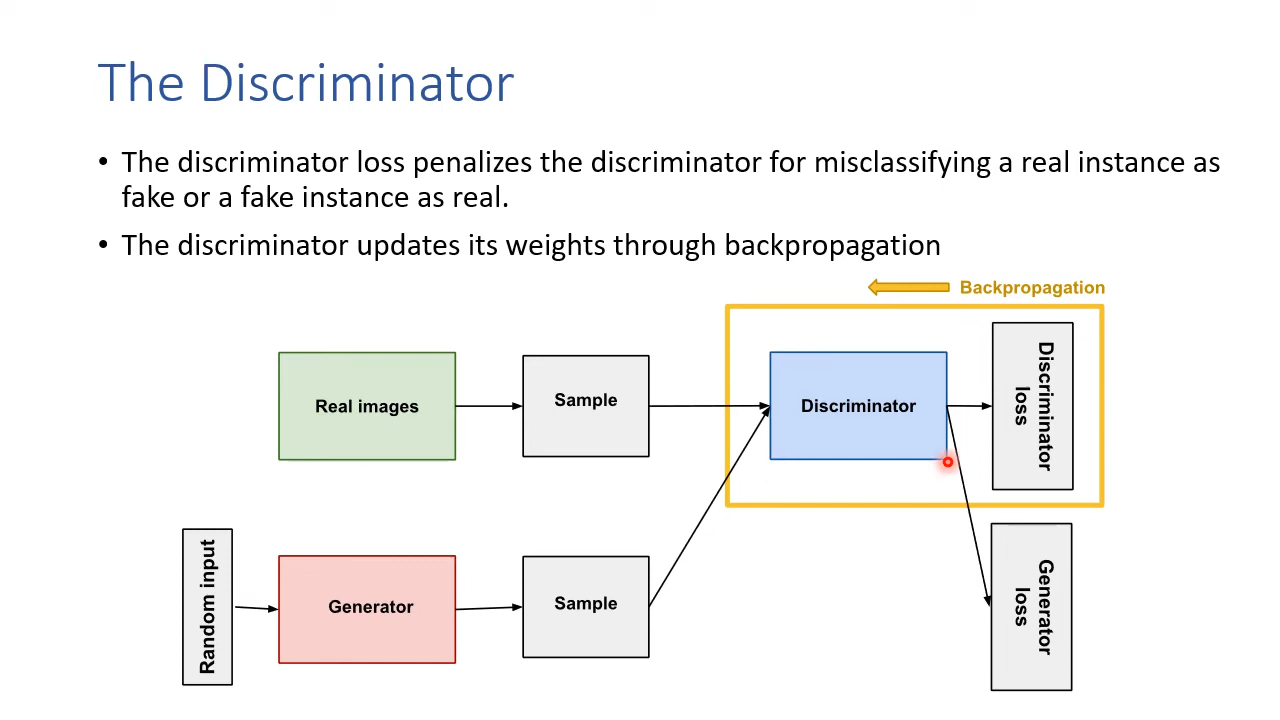 The Discriminator
• The discriminator loss penalizes the discriminator for misclassifying a real instance as
fake or a fake instance as real.
• The discriminator updates its weights through backpropagation
Backpropagation
Real images
Sample
Discriminator
Discriminator
loss
Random input
Generator
Sample
Generator
loss